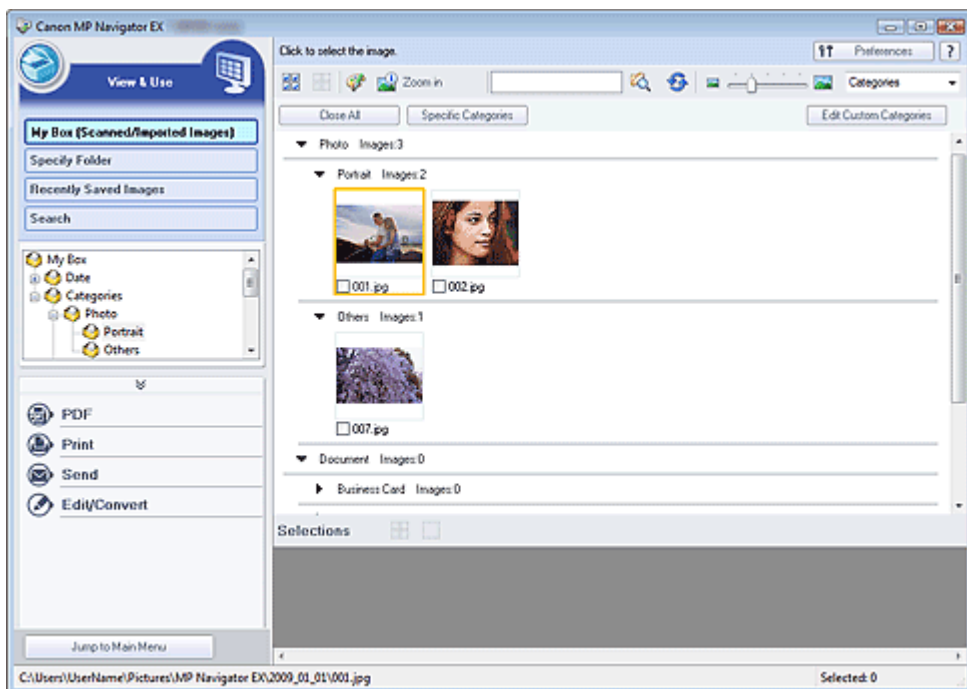 Canon MP Navigator EX
View & Use
Click to select the image.
Preferences
?
Zoom in
Categories
My Box (Scanned/Imported Images)
Specify Folder
Recently Saved Images
Search
Close All
Specific Categories
Edit Custom Categories
My Box
Date
Categories
Photo
Portrait
Others
PDF
Print
Send
Edit/Convert
Jump to Main Menu
Photo Images:3
Portrait Images:2
001.jpg
002.jpg
Others Images:1
007.jpg
Document Images:0
Business Card Images:0
Selections
C:\Users\UserName\Pictures\MP Navigator EX\2009_01_01\001.jpg
Selected: 0